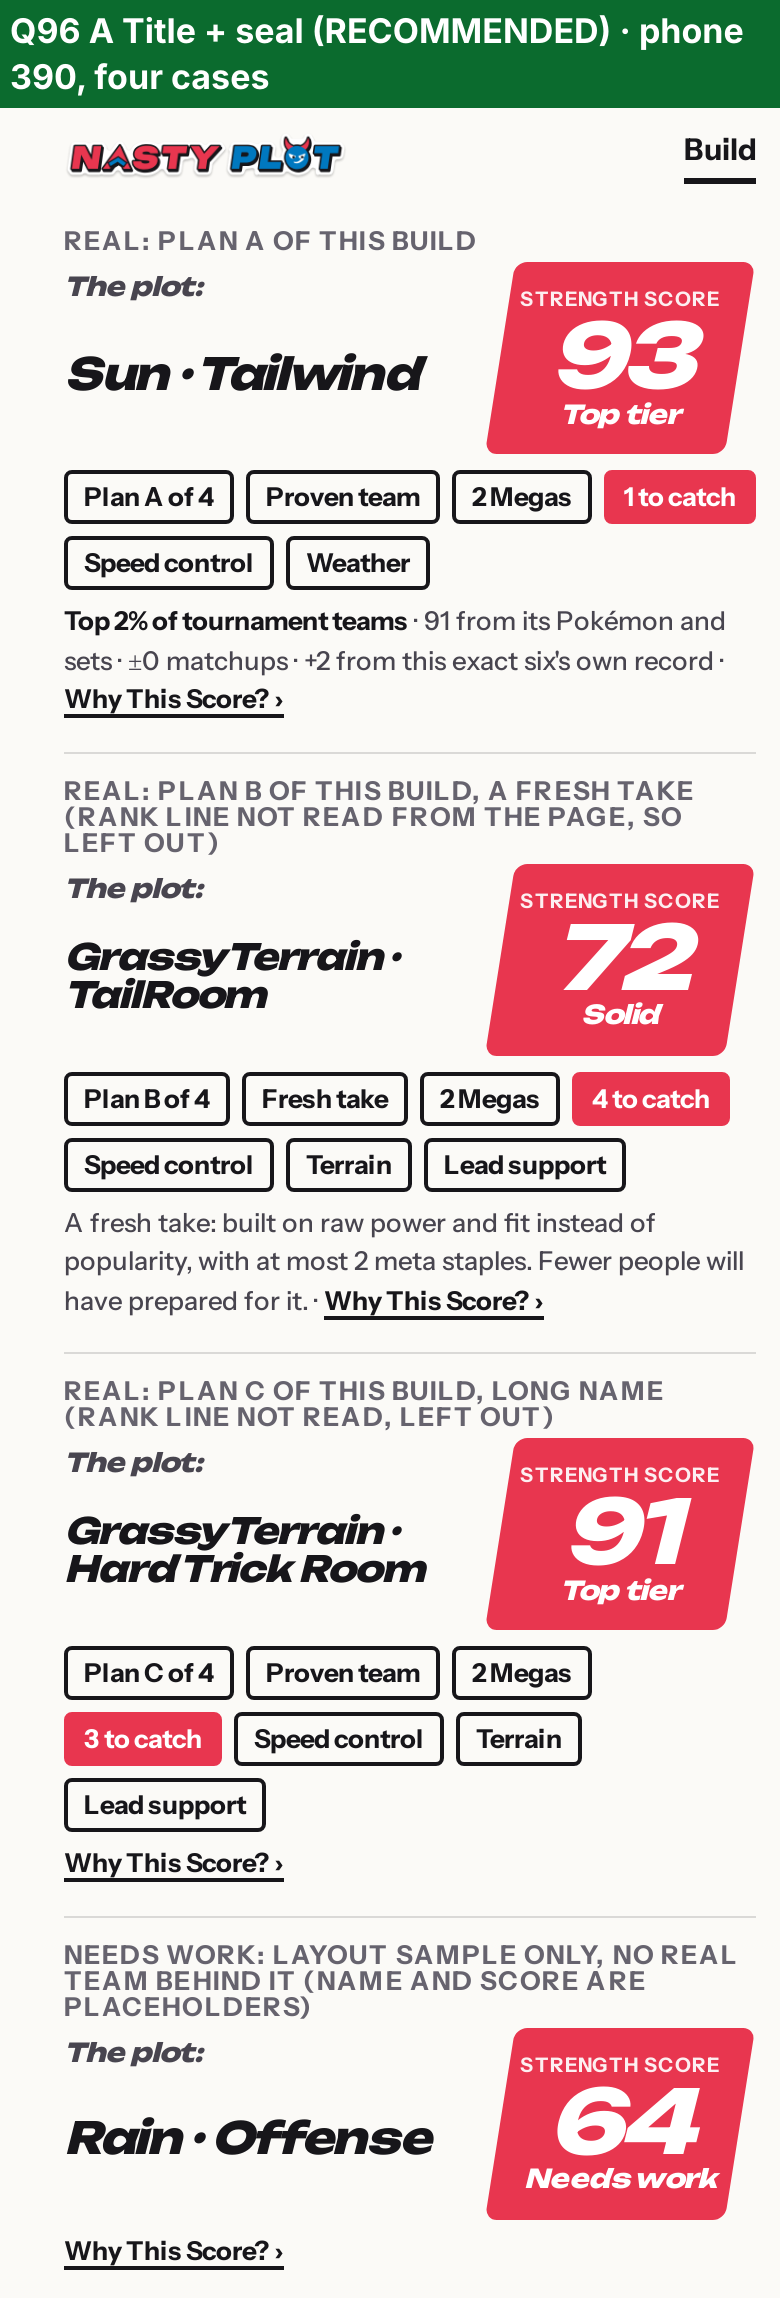 Q96 A Title + seal (RECOMMENDED) · phone
390, four cases
NASTY PLOT
Build
REAL: PLAN A OF THIS BUILD
The plot:
Sun · Tailwind
STRENGTH SCORE
93
Top tier
Plan A of 4
Proven team
2 Megas
1 to catch
Speed control
Weather
Top 2% of tournament teams · 91 from its Pokémon and
sets · ±0 matchups · +2 from this exact six's own record ·
Why This Score? ›
REAL: PLAN B OF THIS BUILD, A FRESH TAKE
(RANK LINE NOT READ FROM THE PAGE, SO
LEFT OUT)
The plot:
Grassy Terrain ·
TailRoom
STRENGTH SCORE
72
Solid
Plan B of 4
Fresh take
2 Megas
4 to catch
Speed control
Terrain
Lead support
A fresh take: built on raw power and fit instead of
popularity, with at most 2 meta staples. Fewer people will
have prepared for it. · Why This Score? ›
REAL: PLAN C OF THIS BUILD, LONG NAME
(RANK LINE NOT READ, LEFT OUT)
The plot:
Grassy Terrain ·
Hard Trick Room
STRENGTH SCORE
91
Top tier
Plan C of 4
Proven team
2 Megas
3 to catch
Speed control
Terrain
Lead support
Why This Score? ›
NEEDS WORK: LAYOUT SAMPLE ONLY, NO REAL
TEAM BEHIND IT (NAME AND SCORE ARE
PLACEHOLDERS)
The plot:
Rain · Offense
STRENGTH SCORE
64
Needs work
Why This Score? ›